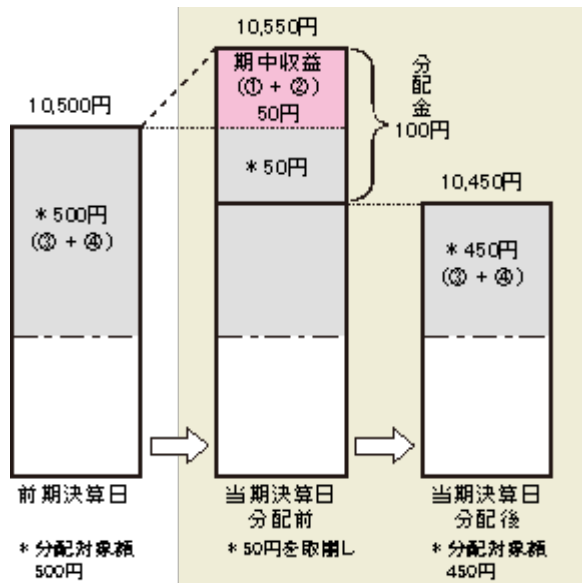 10,550円
期中収益
(① + ②)
50円
分配金
100円
10,500円
*50円
10,450円
*500円
(③ + ④)
*450円
(③ + ④)
前期決算日
当期決算日
分配前
当期決算日
分配後
*分配対象額
500円
*50円を取崩し
*分配対象額
450円